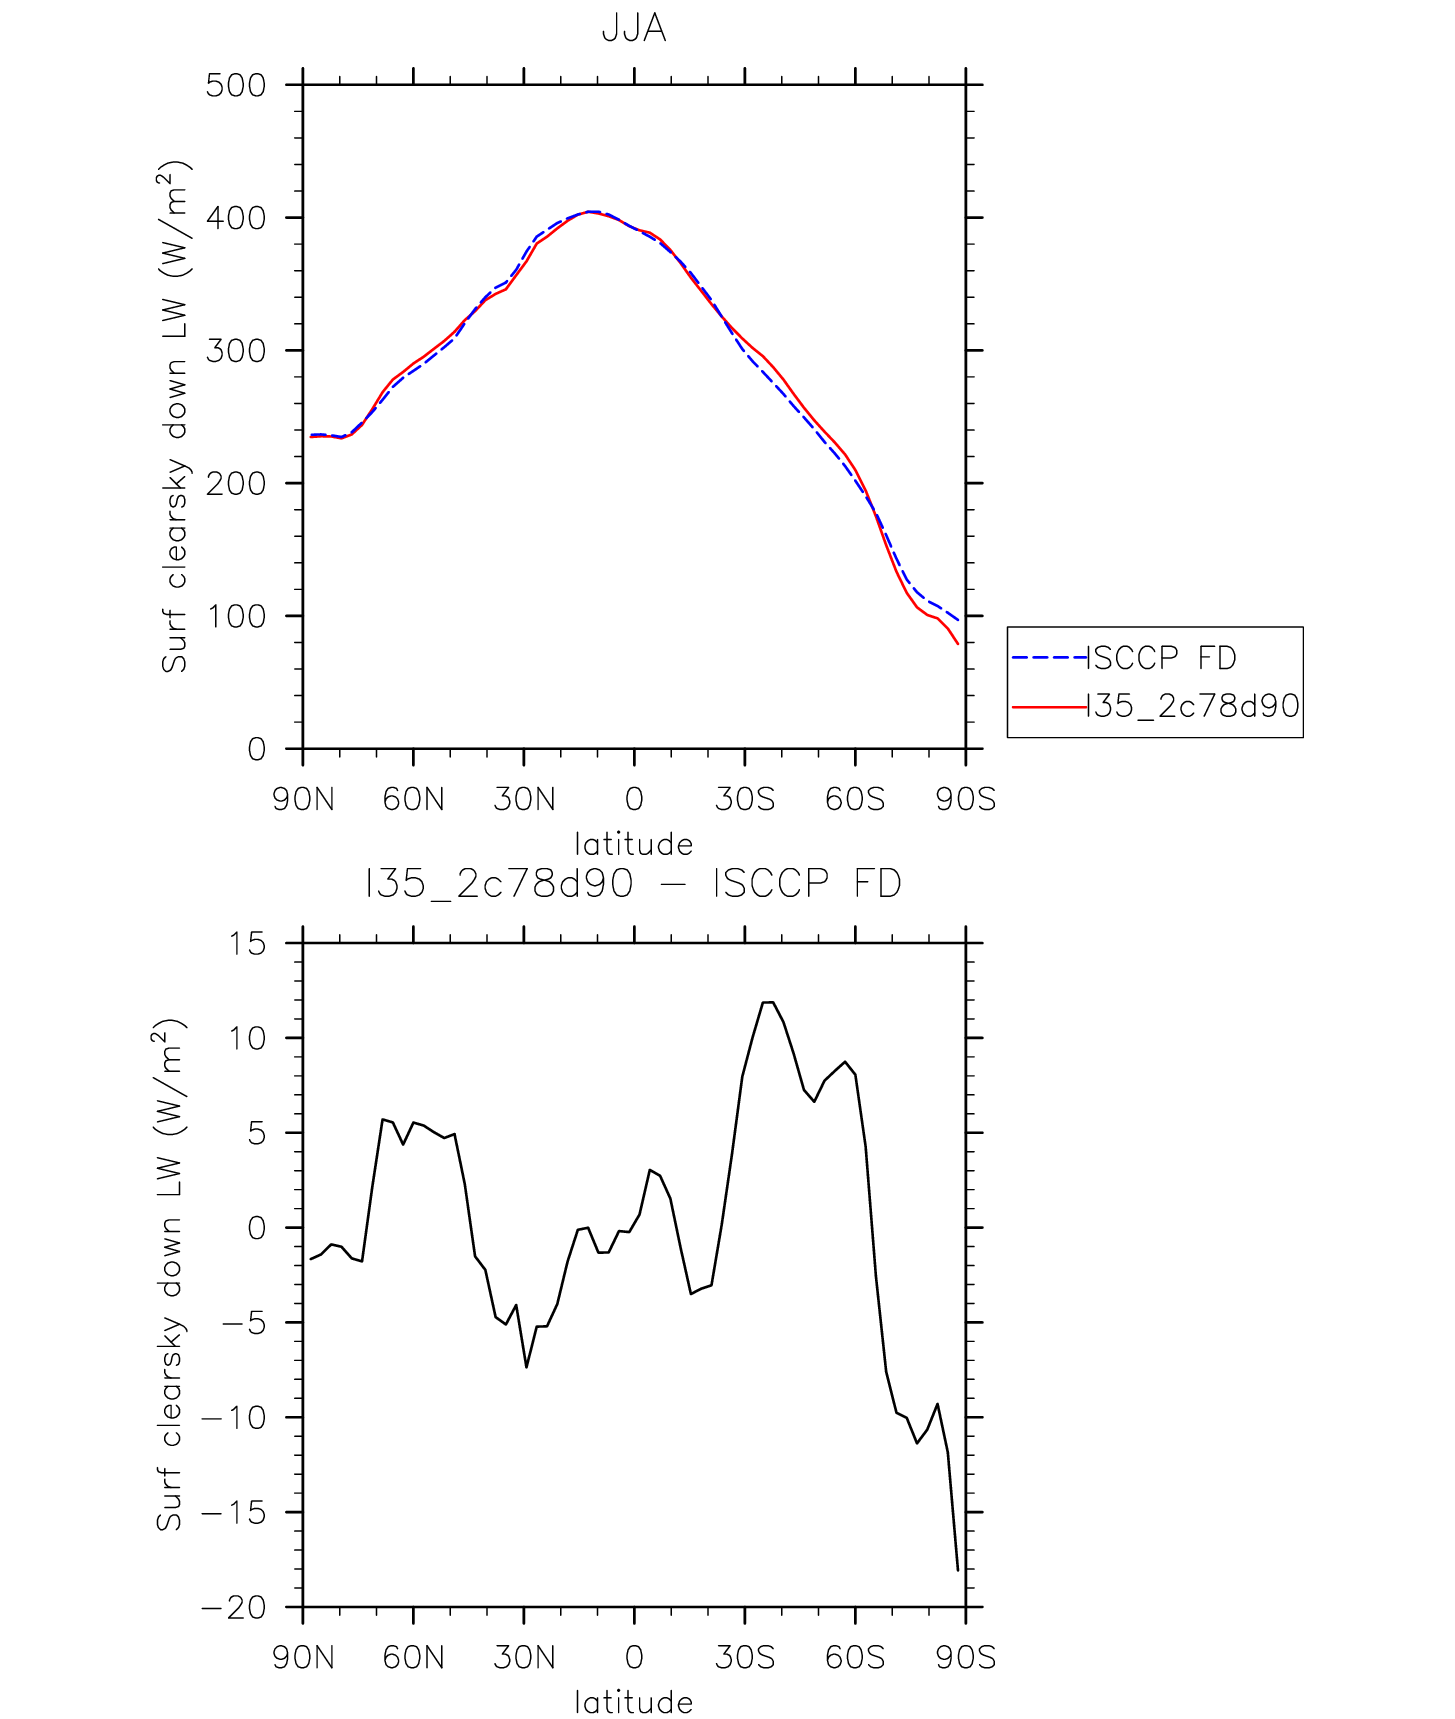 JJA
Surf clearsky down LW (W/m²)
500
400
300
200
100
0
90N 60N 30N 0 30S 60S 90S
latitude
ISCCP FD
I35_2c78d90
I35_2c78d90 − ISCCP FD
Surf clearsky down LW (W/m²)
15
10
5
0
−5
−10
−15
−20
90N 60N 30N 0 30S 60S 90S
latitude